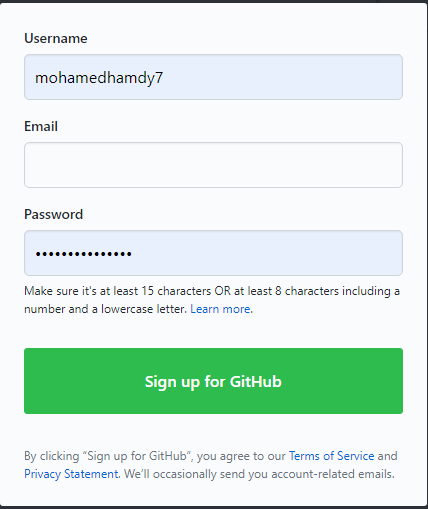 Username
mohamedhamdy7
Email
Password
•••••••••••••••
Make sure it's at least 15 characters OR at least 8 characters including a
number and a lowercase letter. Learn more.
Sign up for GitHub
By clicking “Sign up for GitHub”, you agree to our Terms of Service and
Privacy Statement. We’ll occasionally send you account-related emails.